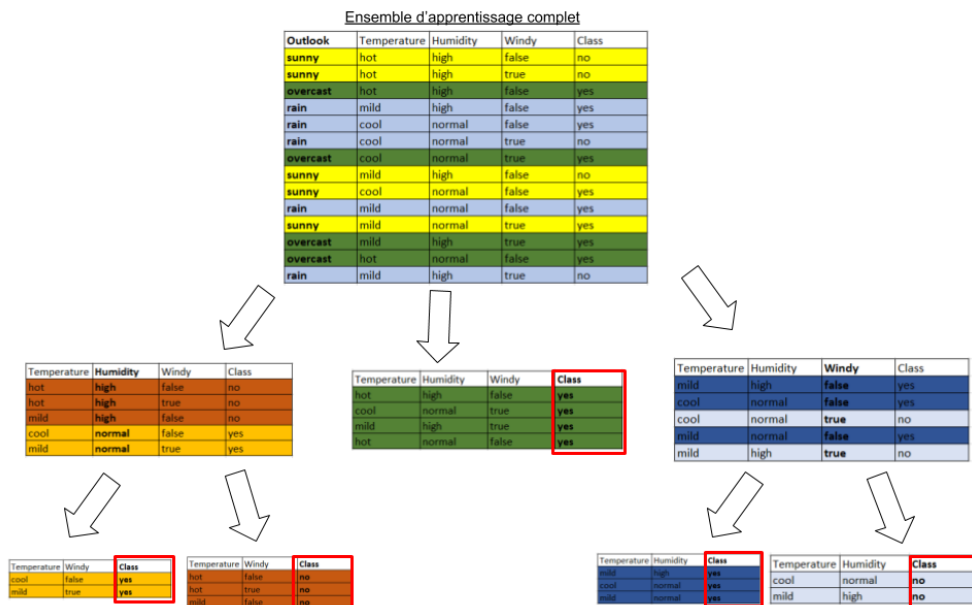 Ensemble d'apprentissage complet
Outlook Temperature Humidity Windy Class
sunny hot high false no
sunny hot high true no
overcast hot high false yes
rain mild high false yes
rain cool normal false yes
rain cool normal true no
overcast cool normal true yes
sunny mild high false no
sunny cool normal false yes
rain mild normal false yes
sunny mild normal true yes
overcast mild high true yes
overcast hot normal false yes
rain mild high true no
Temperature Humidity Windy Class
hot high false no
hot high true no
mild high false no
cool normal false yes
mild normal true yes
Temperature Humidity Windy Class
hot high false yes
cool normal true yes
mild high true yes
hot normal false yes
Temperature Humidity Windy Class
mild high false yes
cool normal false yes
cool normal true no
mild normal false yes
mild high true no
Temperature Windy Class
cool false yes
mild true yes
Temperature Windy Class
hot false no
hot true no
mild false no
Temperature Humidity Class
mild high yes
cool normal yes
mild normal yes
Temperature Humidity Class
cool normal no
mild high no